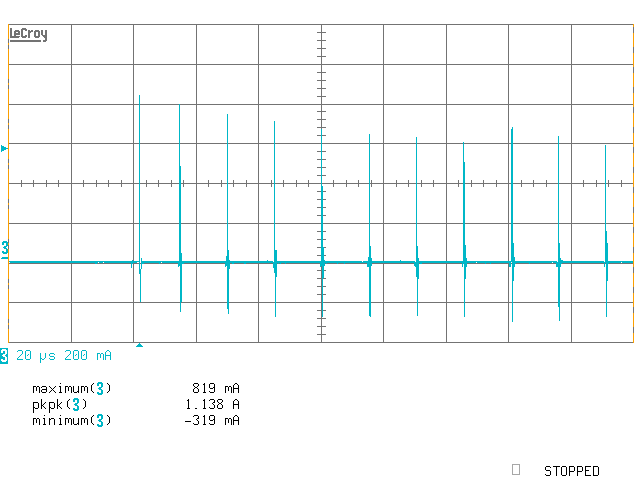 LeCroy
3
3 20 µs 200 mA
maximum(3) 819 mA
pkpk(3) 1.138 A
minimum(3) -319 mA
STOPPED